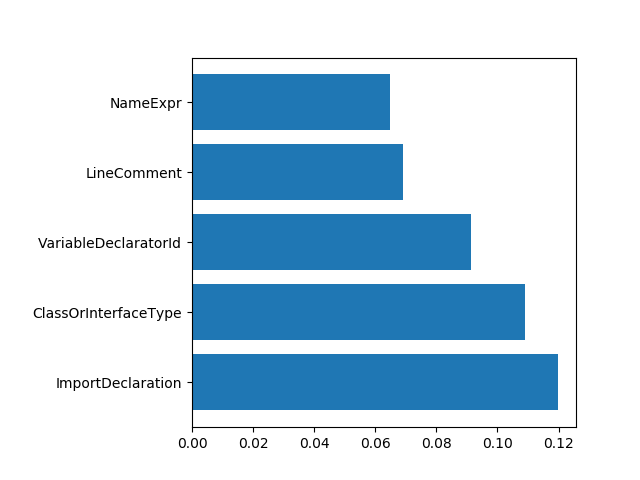 NameExpr
LineComment
VariableDeclaratorId
ClassOrInterfaceType
ImportDeclaration
0.00 0.02 0.04 0.06 0.08 0.10 0.12